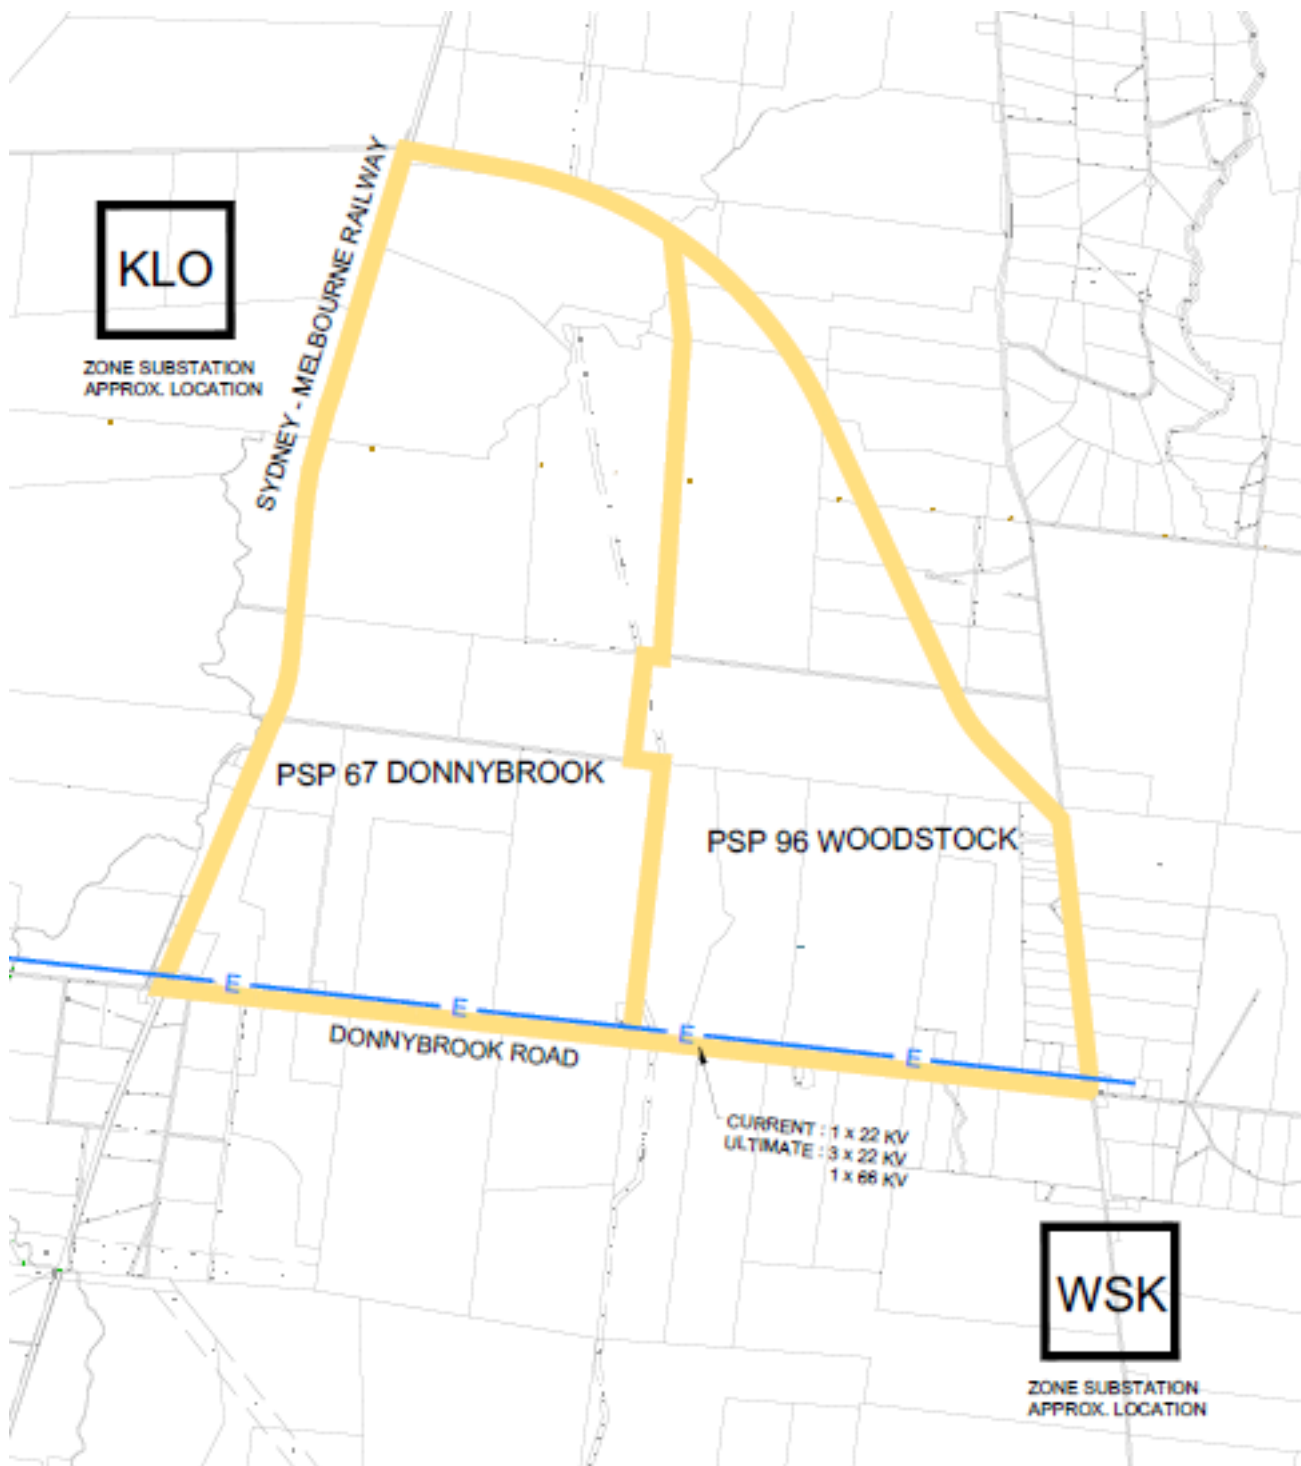 SYDNEY - MELBOURNE RAILWAY
KLO
ZONE SUBSTATION
APPROX. LOCATION
PSP 67 DONNYBROOK
PSP 96 WOODSTOCK
E
E
E
E
DONNYBROOK ROAD
CURRENT : 1 x 22 KV
ULTIMATE : 3 x 22 KV
1 x 66 KV
WSK
ZONE SUBSTATION
APPROX. LOCATION